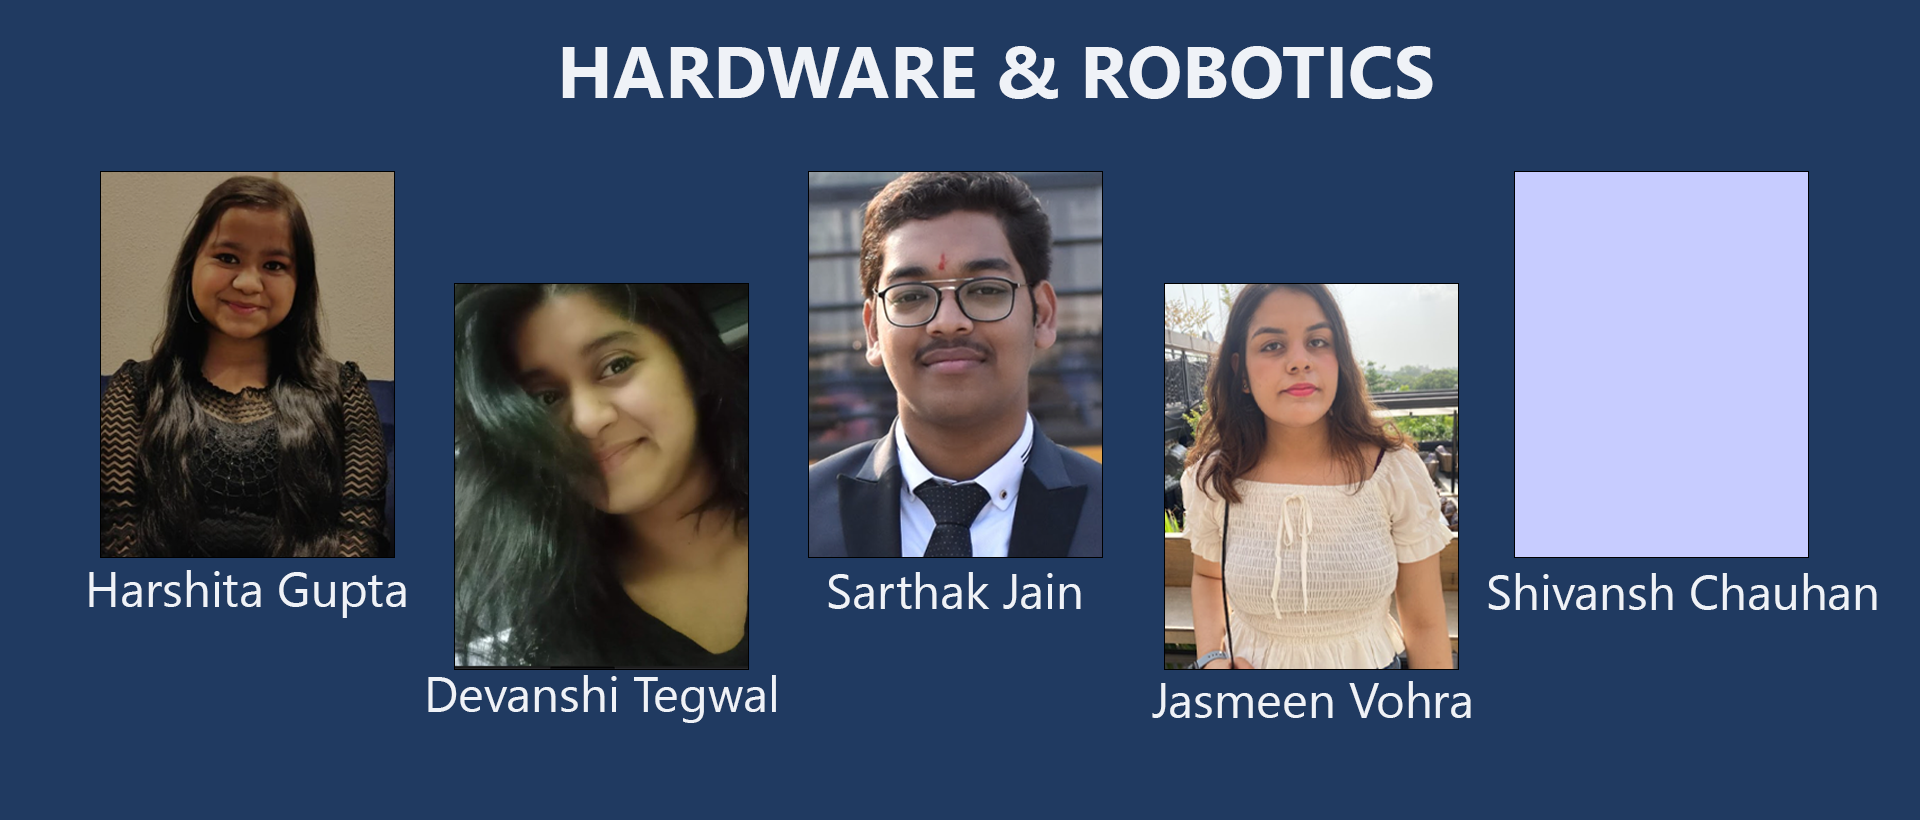 HARDWARE & ROBOTICS
Harshita Gupta
Devanshi Tegwal
Sarthak Jain
Jasmeen Vohra
Shivansh Chauhan